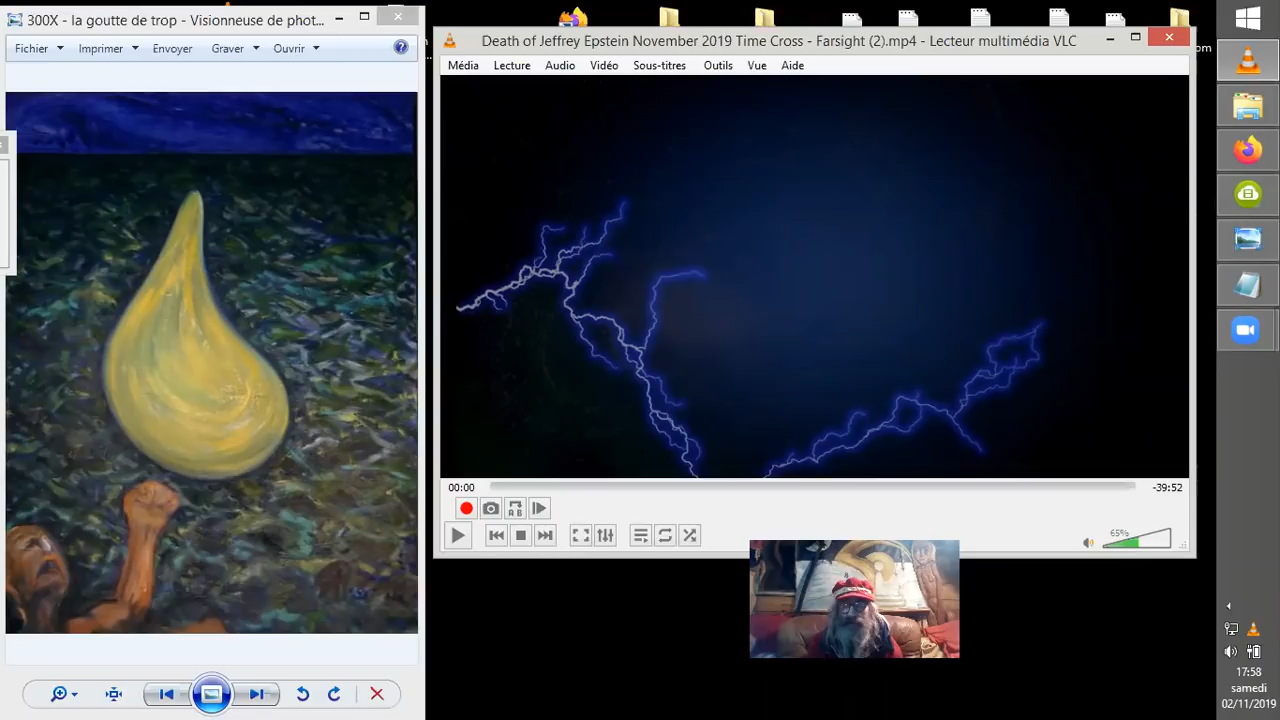 300X - la goutte de trop - Visionneuse de phot...
Fichier Imprimer Envoyer Graver Ouvrir
Death of Jeffrey Epstein November 2019 Time Cross - Farsight (2).mp4 - Lecteur multimédia VLC
Média Lecture Audio Vidéo Sous-titres Outils Vue Aide
00:00 -39:52
A B
65%
17:58
samedi
02/11/2019